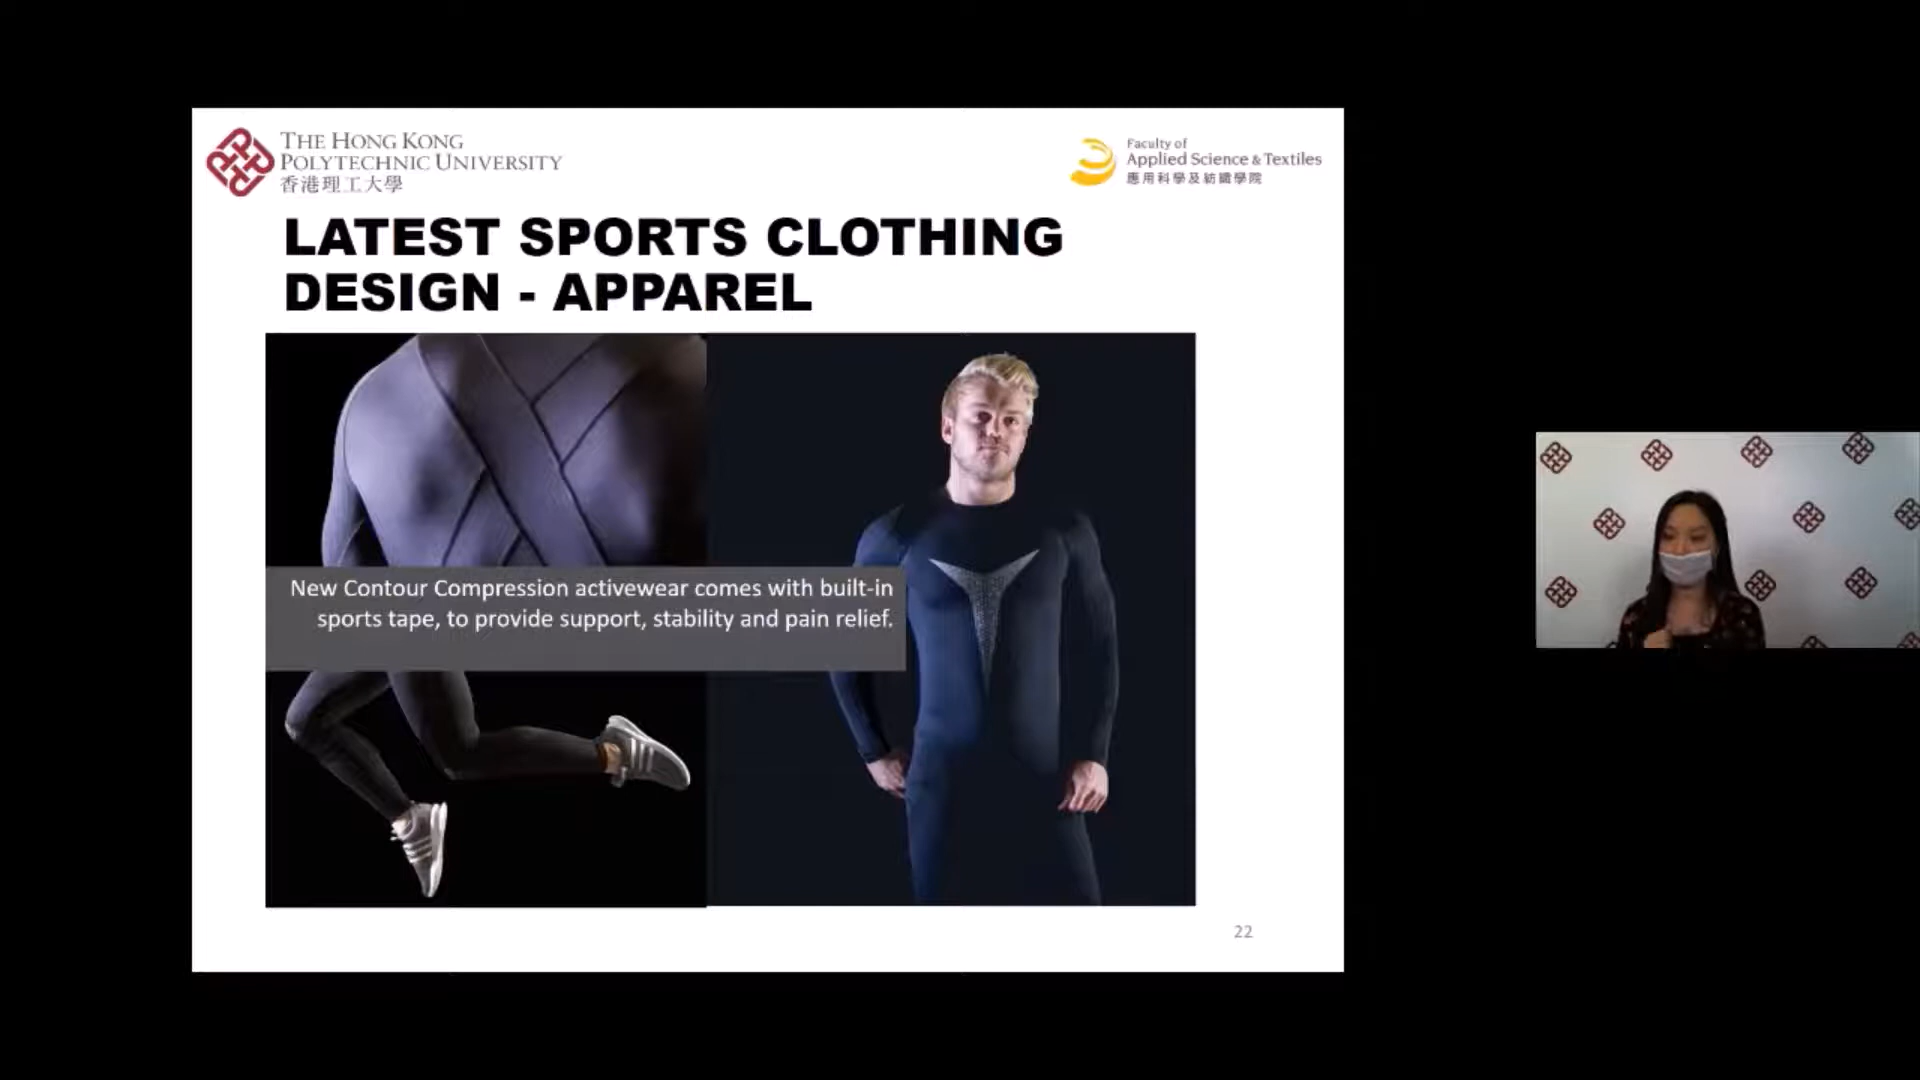 THE HONG KONG
POLYTECHNIC UNIVERSITY
香港理工大學
Faculty of
Applied Science & Textiles
應用科學及紡織學院
LATEST SPORTS CLOTHING
DESIGN - APPAREL
New Contour Compression activewear comes with built-in
sports tape, to provide support, stability and pain relief.
22